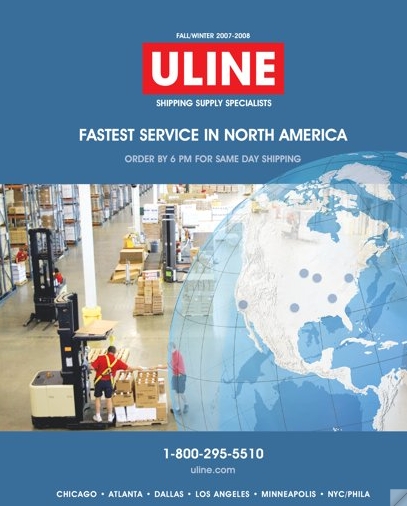 FALL/WINTER 2007-2008
ULINE
SHIPPING SUPPLY SPECIALISTS
FASTEST SERVICE IN NORTH AMERICA
ORDER BY 6 PM FOR SAME DAY SHIPPING
1-800-295-5510
uline.com
CHICAGO • ATLANTA • DALLAS • LOS ANGELES • MINNEAPOLIS • NYC/PHILA